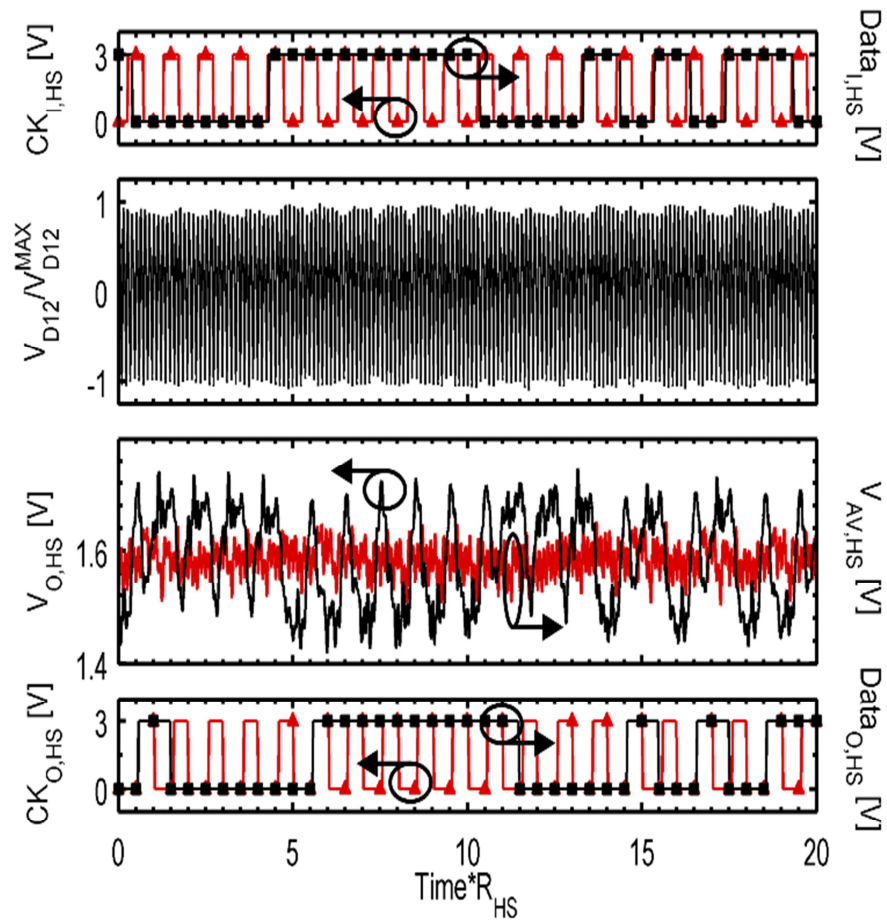 CK_I,HS [V]
3
0
Data_I,HS [V]
V_D12/V_D12^MAX
1
0
-1
V_O,HS [V]
1.6
1.4
V_AV,HS [V]
CK_O,HS [V]
3
0
Data_O,HS [V]
0 5 10 15 20
Time*R_HS